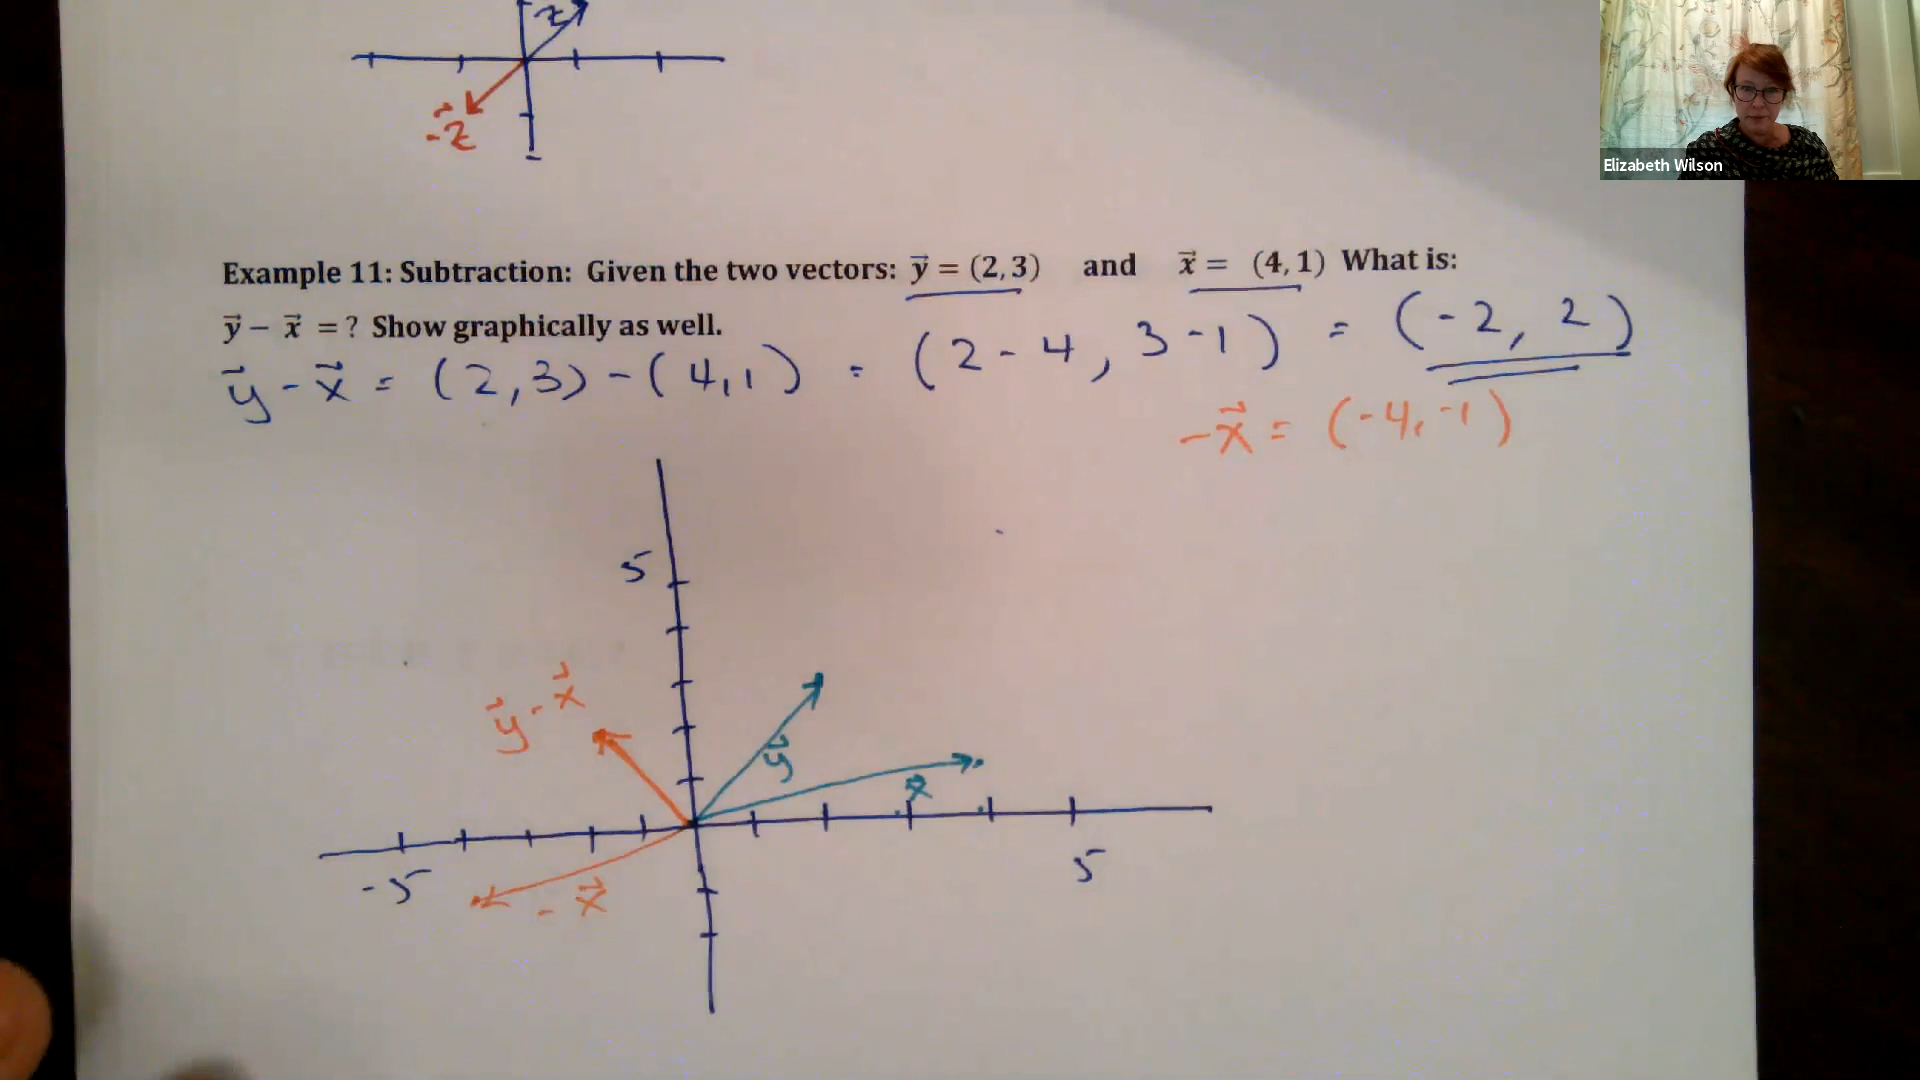 z
-z⃗
Elizabeth Wilson
Example 11: Subtraction: Given the two vectors: y⃗ = (2, 3) and x⃗ = (4, 1) What is:
y⃗ − x⃗ = ? Show graphically as well.
y⃗ - x⃗ = (2,3) - (4,1) = (2-4, 3-1) = (-2, 2)
-x⃗ = (-4, -1)
5
y⃗ - x⃗
y⃗
x⃗
-5
5
-x⃗